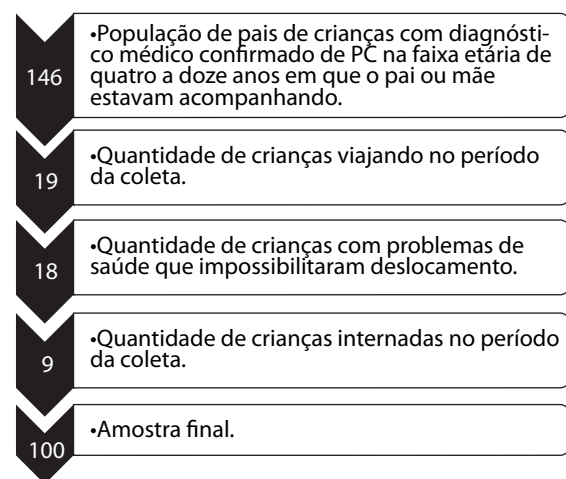 146
•População de pais de crianças com diagnósti-
co médico confirmado de PC na faixa etária de
quatro a doze anos em que o pai ou mãe
estavam acompanhando.
19
•Quantidade de crianças viajando no período
da coleta.
18
•Quantidade de crianças com problemas de
saúde que impossibilitaram deslocamento.
9
•Quantidade de crianças internadas no período
da coleta.
100
•Amostra final.